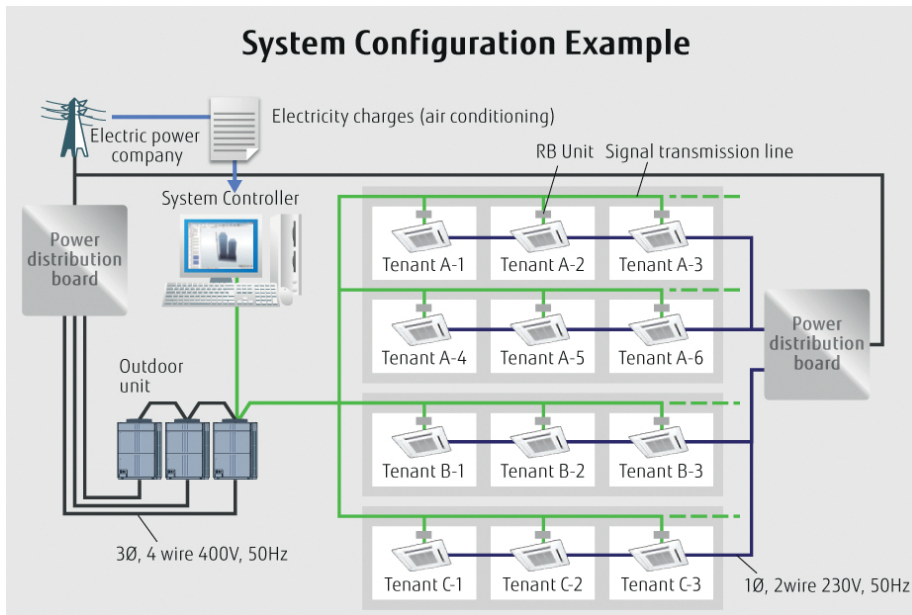 System Configuration Example
Electricity charges (air conditioning)
Electric power
company
RB Unit
Signal transmission line
System Controller
Power
distribution
board
Tenant A-1
Tenant A-2
Tenant A-3
Tenant A-4
Tenant A-5
Tenant A-6
Power
distribution
board
Outdoor
unit
Tenant B-1
Tenant B-2
Tenant B-3
3Ø, 4 wire 400V, 50Hz
Tenant C-1
Tenant C-2
Tenant C-3
1Ø, 2wire 230V, 50Hz